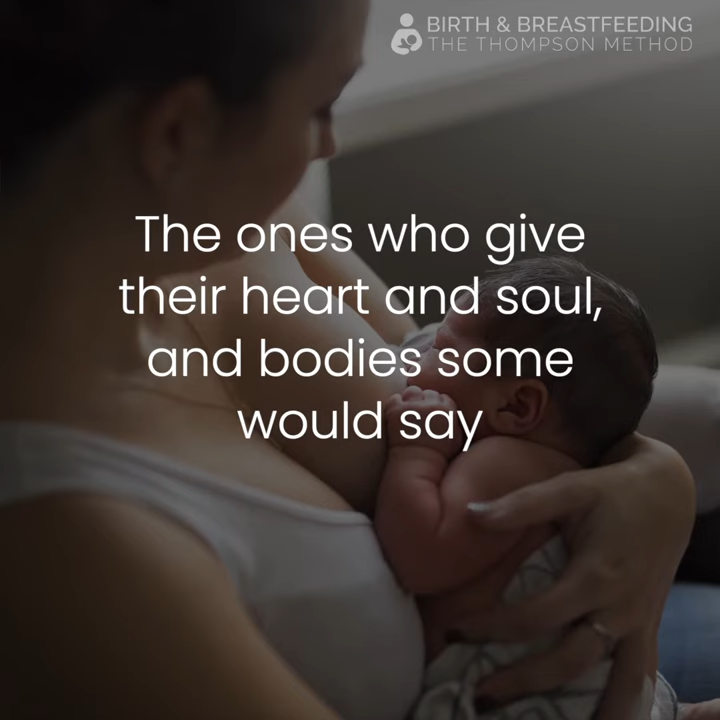 BIRTH & BREASTFEEDING
THE THOMPSON METHOD
The ones who give
their heart and soul,
and bodies some
would say